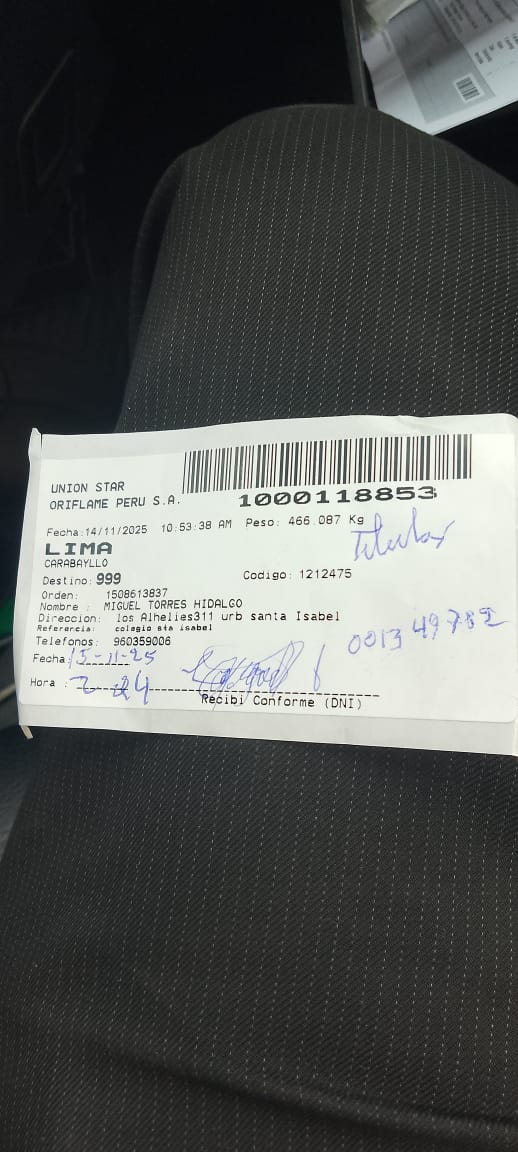 UNION STAR
ORIFLAME PERU S.A.
1000118853
Fecha:14/11/2025 10:53:38 AM Peso: 466.087 Kg
LIMA
Titular
CARABAYLLO
Destino: 999 Codigo: 1212475
Orden: 1508613837
Nombre : MIGUEL TORRES HIDALGO
Direccion: los Alhelies311 urb santa Isabel
Referencia: colegio sta isabel
Telefonos: 960359006
Fecha: 15-11-25
Hora :
Recibi Conforme (DNI)